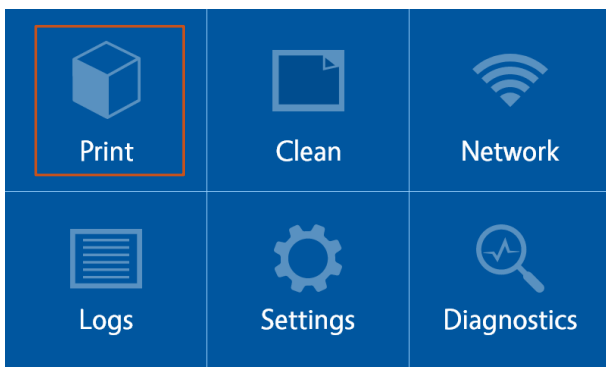 Print
Clean
Network
Logs
Settings
Diagnostics